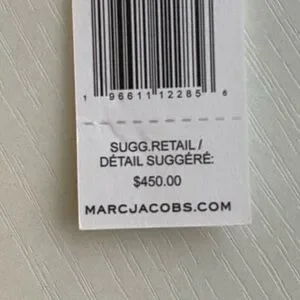 1 96611 12285 6
SUGG.RETAIL /
DÉTAIL SUGGÉRÉ:
$450.00
MARCJACOBS.COM